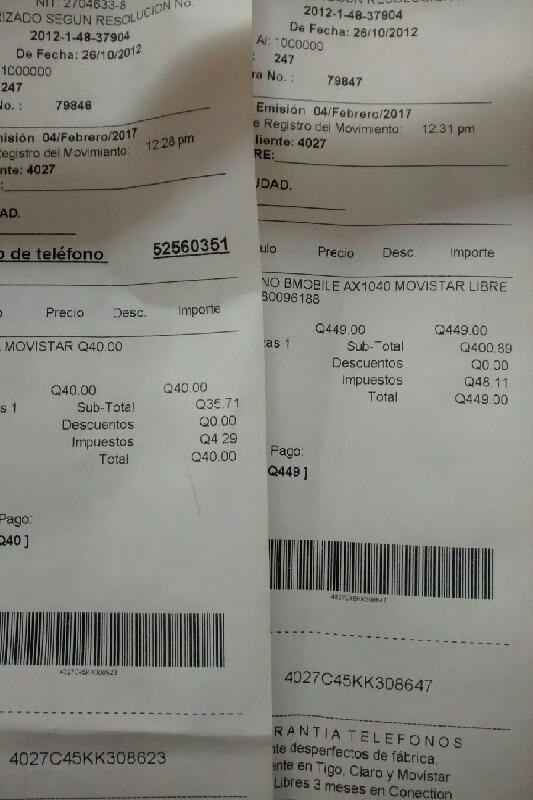 NIT: 2704633-8
RIZADO SEGUN RESOLUCION No.
2012-1-48-37904
De Fecha: 26/10/2012
1000000
247
No. : 79846
misión 04/Febrero/2017
egistro del Movimiento: 12:28 pm
nte: 4027
AD.
o de teléfono 52560351
Precio Desc. Importe
MOVISTAR Q40.00
Q40.00 Q40.00
s 1 Sub-Total Q35.71
Descuentos Q0.00
Impuestos Q4.29
Total Q40.00
Pago:
Q40 ]
4027C45KK308623
4027C45KK308623
2012-1-48-37904
De Fecha: 26/10/2012
Al: 1000000
: 247
ra No. : 79847
Emisión 04/Febrero/2017
e Registro del Movimiento: 12.31 pm
liente: 4027
RE:
UDAD.
ulo Precio Desc. Importe
NO BMOBILE AX1040 MOVISTAR LIBRE
60096188
Q449.00 Q449.00
tas 1 Sub-Total Q400.89
Descuentos Q0.00
Impuestos Q48.11
Total Q449.00
Pago:
Q449 ]
4027C45KK308647
4027C45KK308647
RANTIA TELEFONOS
nte desperfectos de fábrica,
ente en Tigo, Claro y Movistar
Libres 3 meses en Conection